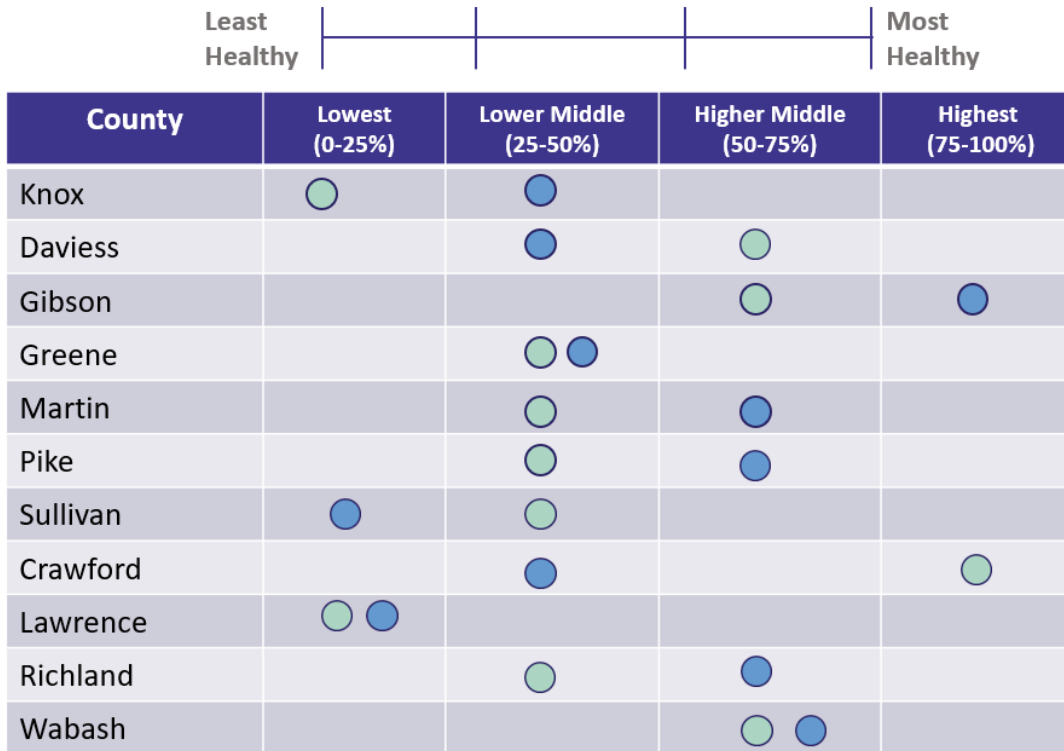 Least Healthy
Most Healthy
County
Lowest (0-25%)
Lower Middle (25-50%)
Higher Middle (50-75%)
Highest (75-100%)
Knox
Daviess
Gibson
Greene
Martin
Pike
Sullivan
Crawford
Lawrence
Richland
Wabash